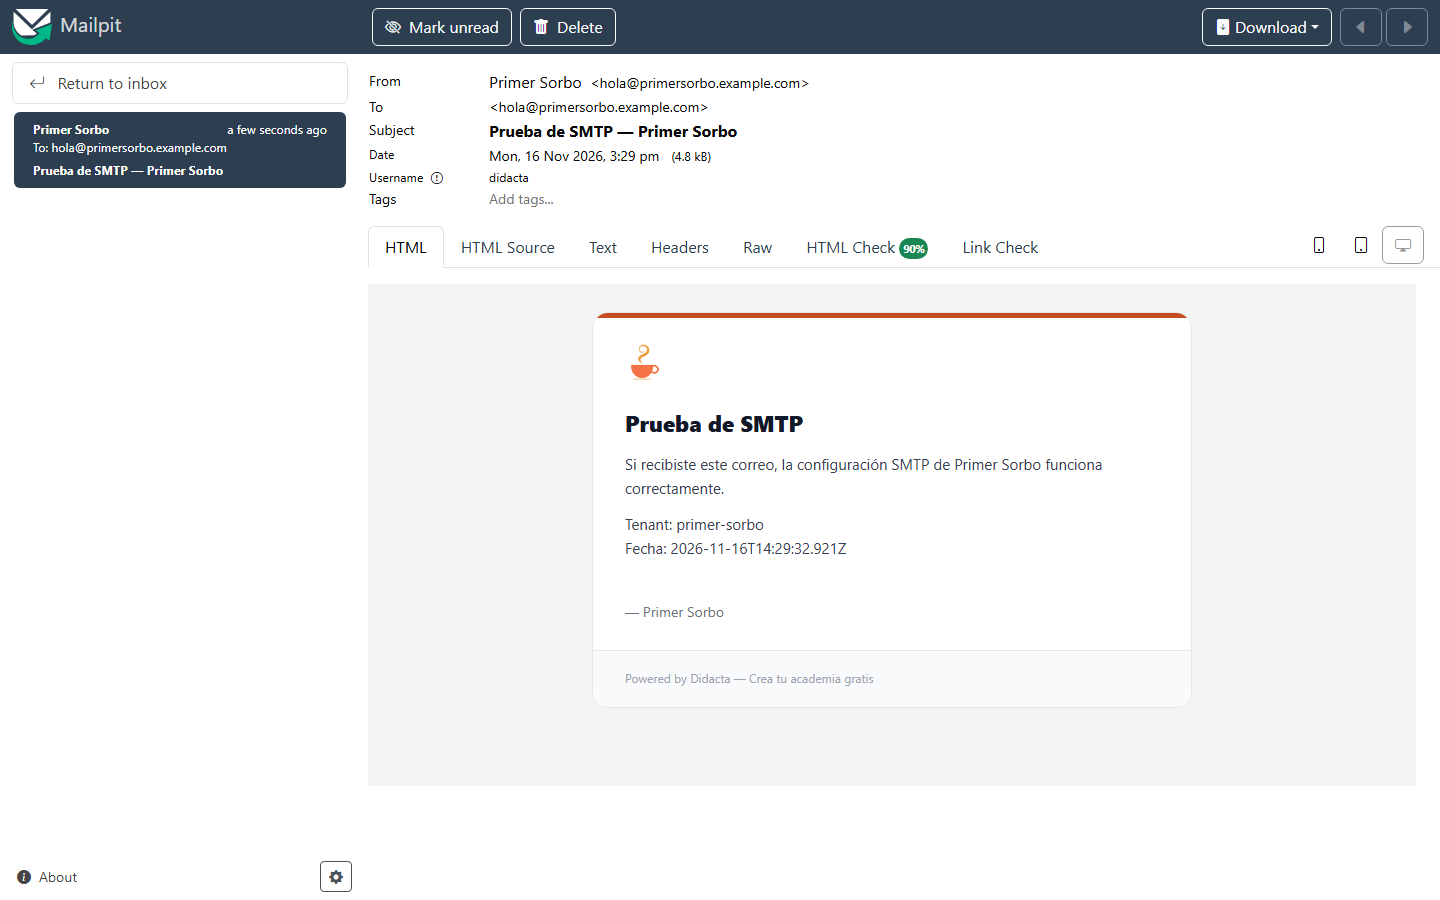 Mailpit
Mark unread
Delete
Download
Return to inbox
Primer Sorbo
a few seconds ago
To: hola@primersorbo.example.com
Prueba de SMTP — Primer Sorbo
From
Primer Sorbo <hola@primersorbo.example.com>
To
<hola@primersorbo.example.com>
Subject
Prueba de SMTP — Primer Sorbo
Date
Mon, 16 Nov 2026, 3:29 pm (4.8 kB)
Username
didacta
Tags
Add tags...
HTML
HTML Source
Text
Headers
Raw
HTML Check 90%
Link Check
Prueba de SMTP
Si recibiste este correo, la configuración SMTP de Primer Sorbo funciona
correctamente.
Tenant: primer-sorbo
Fecha: 2026-11-16T14:29:32.921Z
— Primer Sorbo
Powered by Didacta — Crea tu academia gratis
About